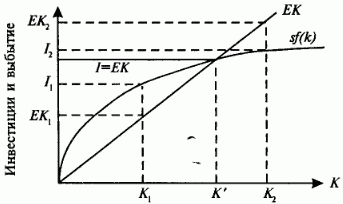 EK₂
EK
I₂
sf(k)
I=EK
I₁
EK₁
Инвестиции и выбытие
K
K₁
K′
K₂